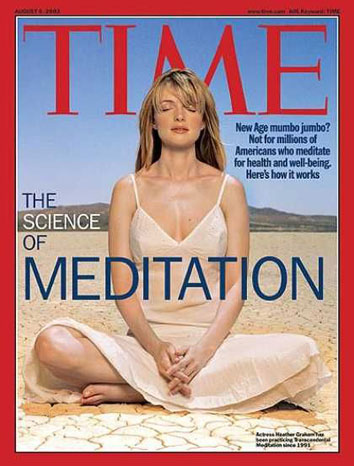 AUGUST 4, 2003
www.time.com AOL Keyword: TIME
TIME
New Age mumbo jumbo?
Not for millions of
Americans who meditate
for health and well-being.
Here's how it works
THE
SCIENCE
OF
MEDITATION
Actress Heather Graham has
been practicing Transcendental
Meditation since 1991